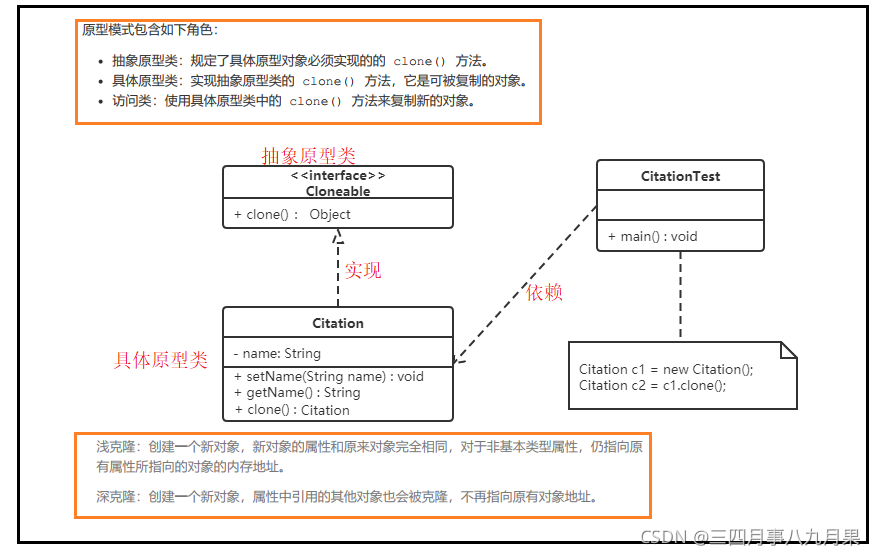 原型模式包含如下角色：
• 抽象原型类：规定了具体原型对象必须实现的的 clone() 方法。
• 具体原型类：实现抽象原型类的 clone() 方法，它是可被复制的对象。
• 访问类：使用具体原型类中的 clone() 方法来复制新的对象。
抽象原型类
<<interface>>
Cloneable
+ clone() : Object
CitationTest
+ main() : void
实现
依赖
具体原型类
Citation
- name: String
+ setName(String name) : void
+ getName() : String
+ clone() : Citation
Citation c1 = new Citation();
Citation c2 = c1.clone();
浅克隆：创建一个新对象，新对象的属性和原来对象完全相同，对于非基本类型属性，仍指向原
有属性所指向的对象的内存地址。
深克隆：创建一个新对象，属性中引用的其他对象也会被克隆，不再指向原有对象地址。
CSDN @三四月事八九月果